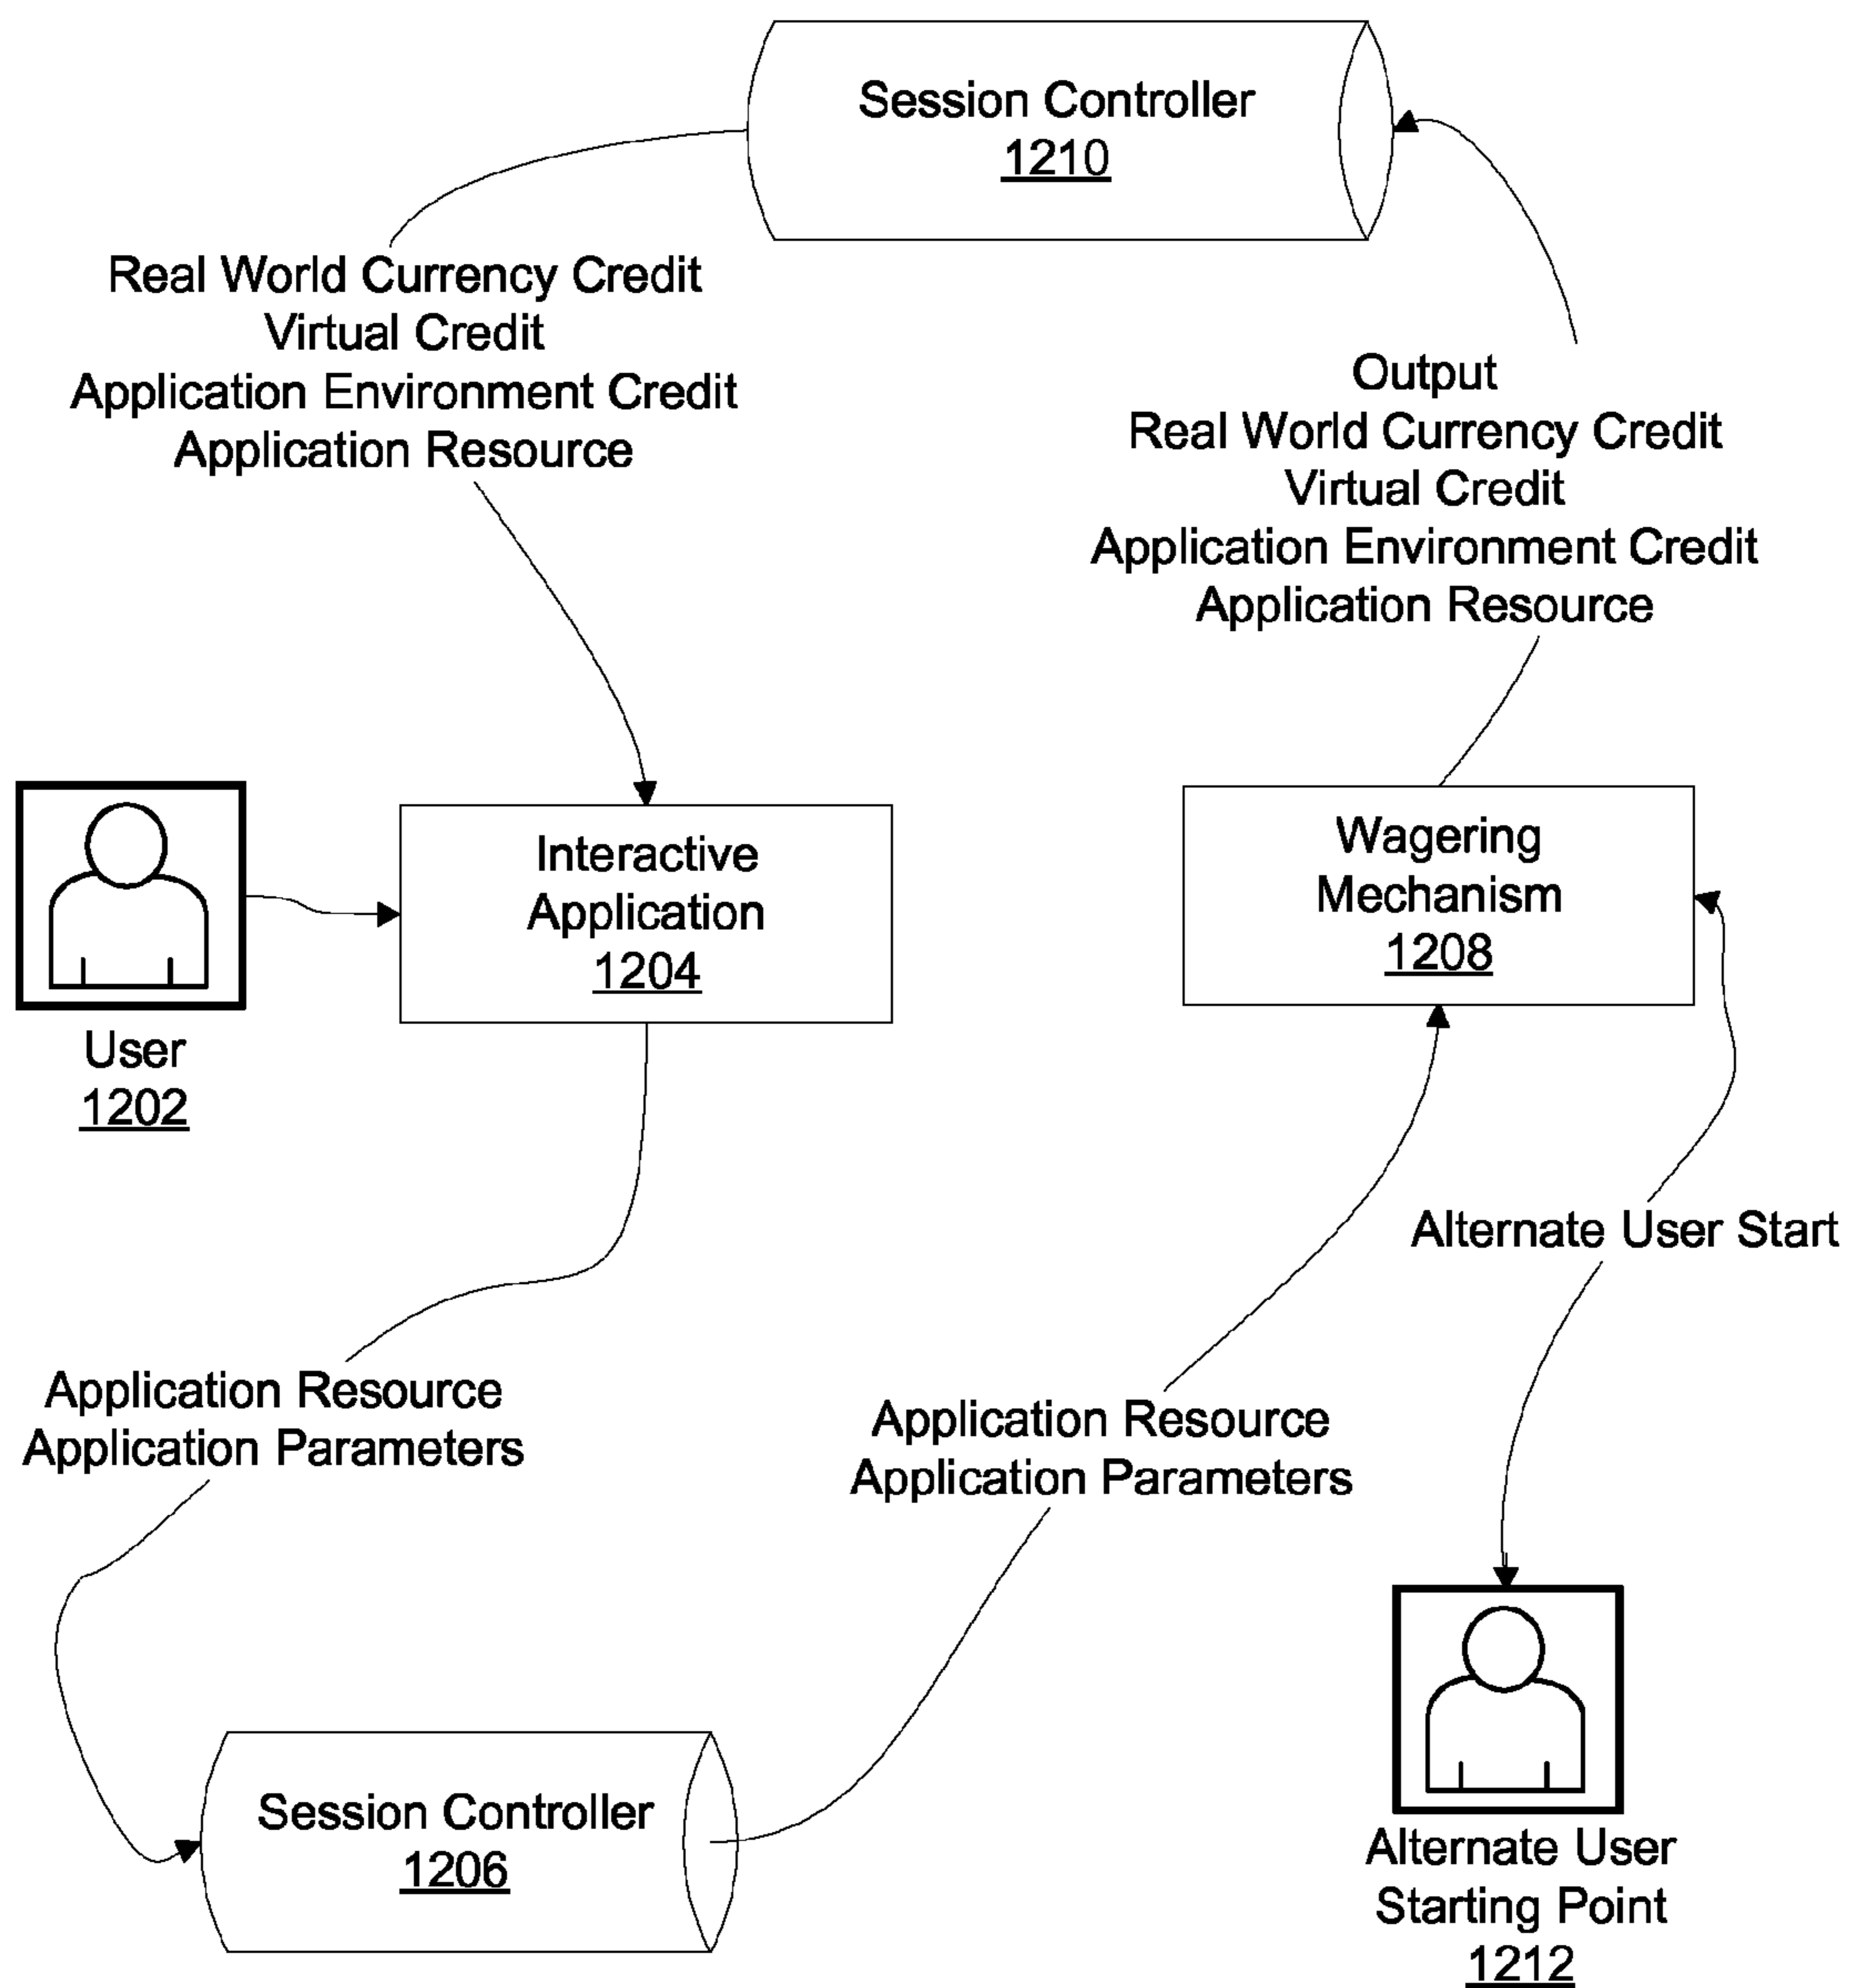 Session Controller
1210
Real World Currency Credit
Virtual Credit
Application Environment Credit
Application Resource
Output
Real World Currency Credit
Virtual Credit
Application Environment Credit
Application Resource
Interactive
Application
1204
Wagering
Mechanism
1208
User
1202
Alternate User Start
Application Resource
Application Parameters
Application Resource
Application Parameters
Session Controller
1206
Alternate User
Starting Point
1212